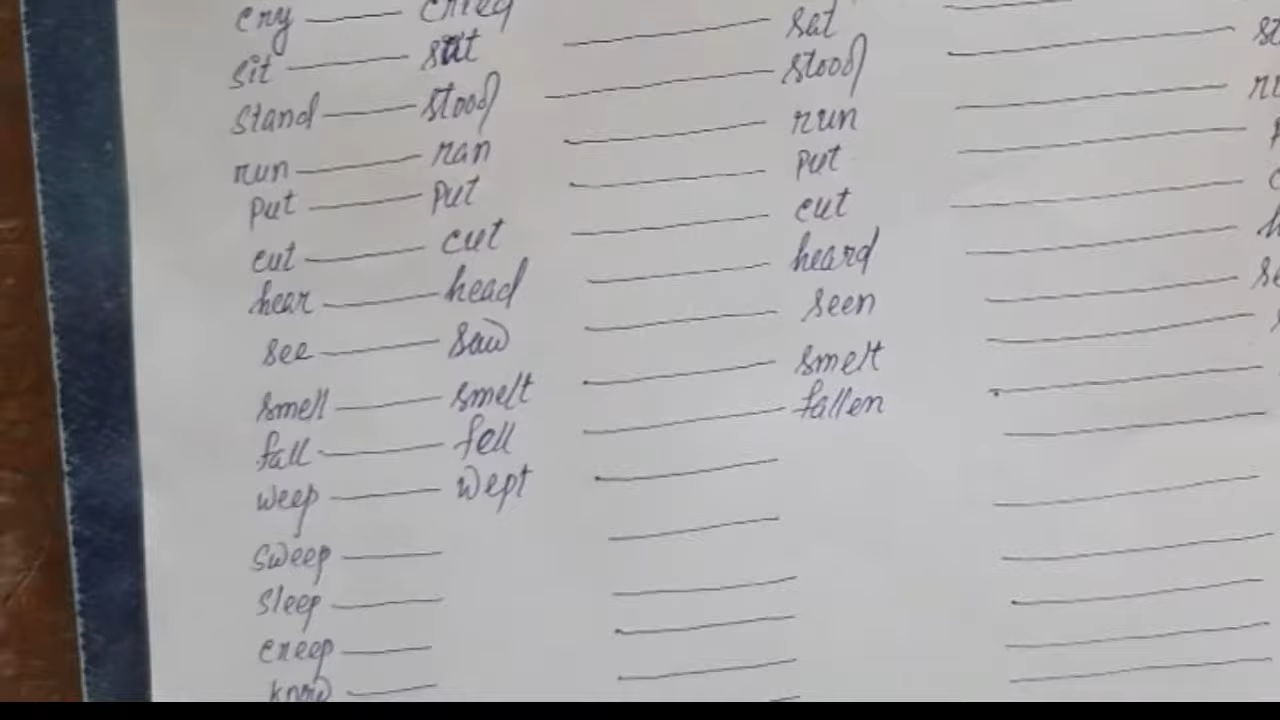 cry cried
sit sat sat
stand stood stood
run ran run
put put put
cut cut cut
hear head heard
see saw seen
smell smelt smelt
fall fell fallen
weep wept
sweep
sleep
creep
know